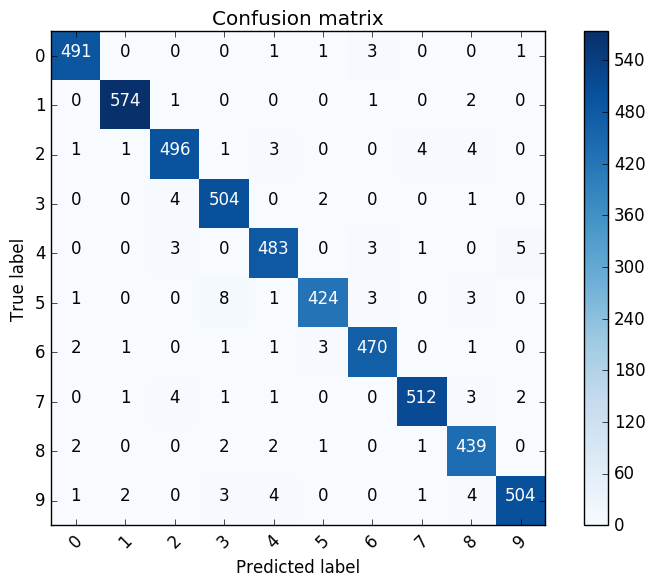 Confusion matrix
0 491 0 0 0 1 1 3 0 0 1
1 0 574 1 0 0 0 1 0 2 0
2 1 1 496 1 3 0 0 4 4 0
3 0 0 4 504 0 2 0 0 1 0
4 0 0 3 0 483 0 3 1 0 5
5 1 0 0 8 1 424 3 0 3 0
6 2 1 0 1 1 3 470 0 1 0
7 0 1 4 1 1 0 0 512 3 2
8 2 0 0 2 2 1 0 1 439 0
9 1 2 0 3 4 0 0 1 4 504
0 1 2 3 4 5 6 7 8 9
True label
Predicted label
540
480
420
360
300
240
180
120
60
0